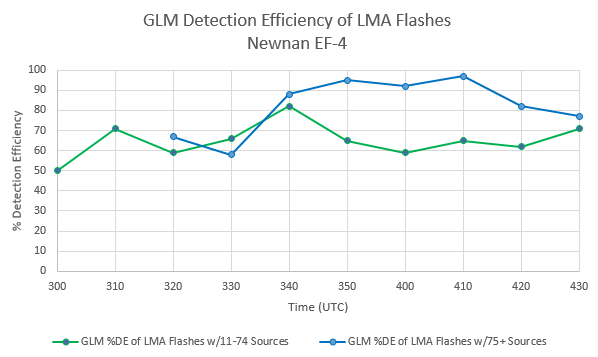 GLM Detection Efficiency of LMA Flashes
Newnan EF-4
% Detection Efficiency
100
90
80
70
60
50
40
30
20
10
0
300 310 320 330 340 350 400 410 420 430
Time (UTC)
GLM %DE of LMA Flashes w/11-74 Sources GLM %DE of LMA Flashes w/75+ Sources